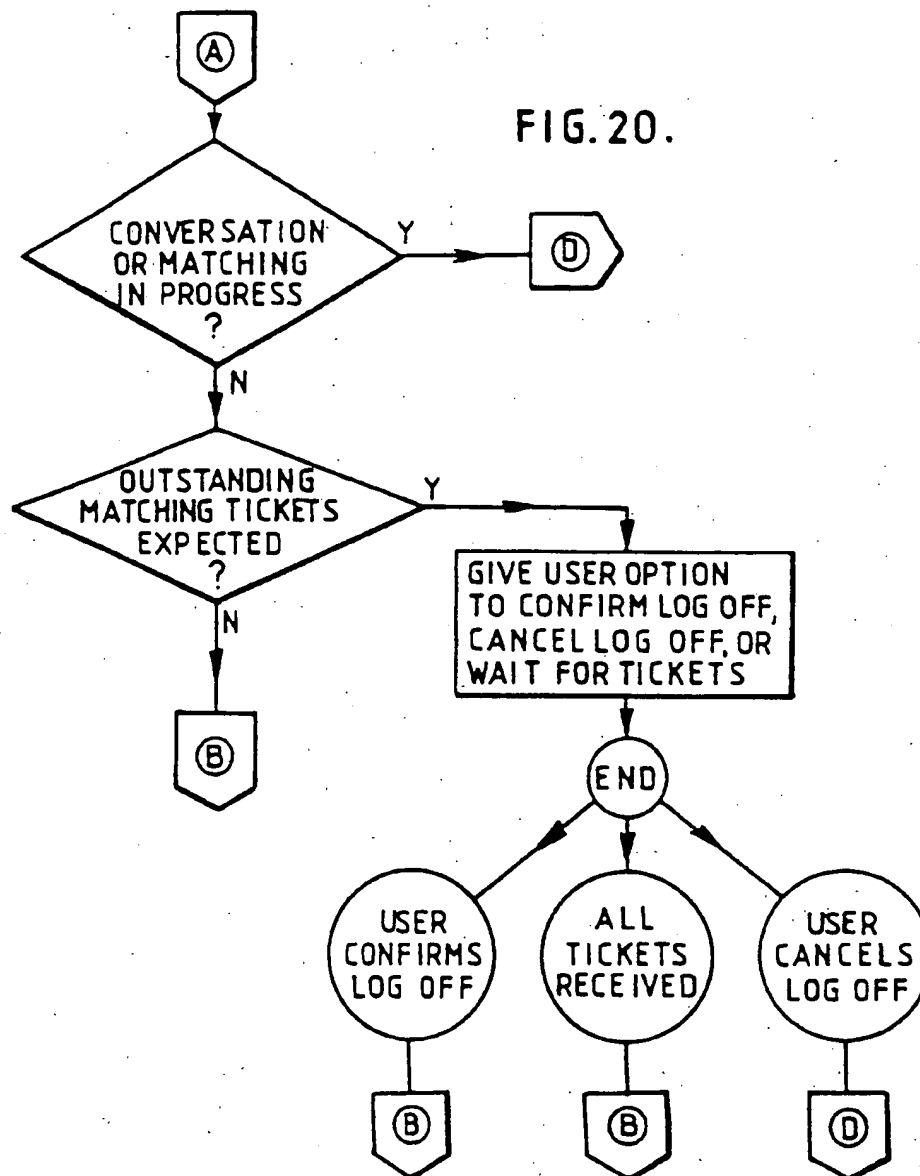 A
FIG. 20.
CONVERSATION
OR MATCHING
IN PROGRESS
?
Y
D
N
OUTSTANDING
MATCHING TICKETS
EXPECTED
?
Y
N
B
GIVE USER OPTION
TO CONFIRM LOG OFF,
CANCEL LOG OFF, OR
WAIT FOR TICKETS
END
USER
CONFIRMS
LOG OFF
ALL
TICKETS
RECEIVED
USER
CANCELS
LOG OFF
B
B
D